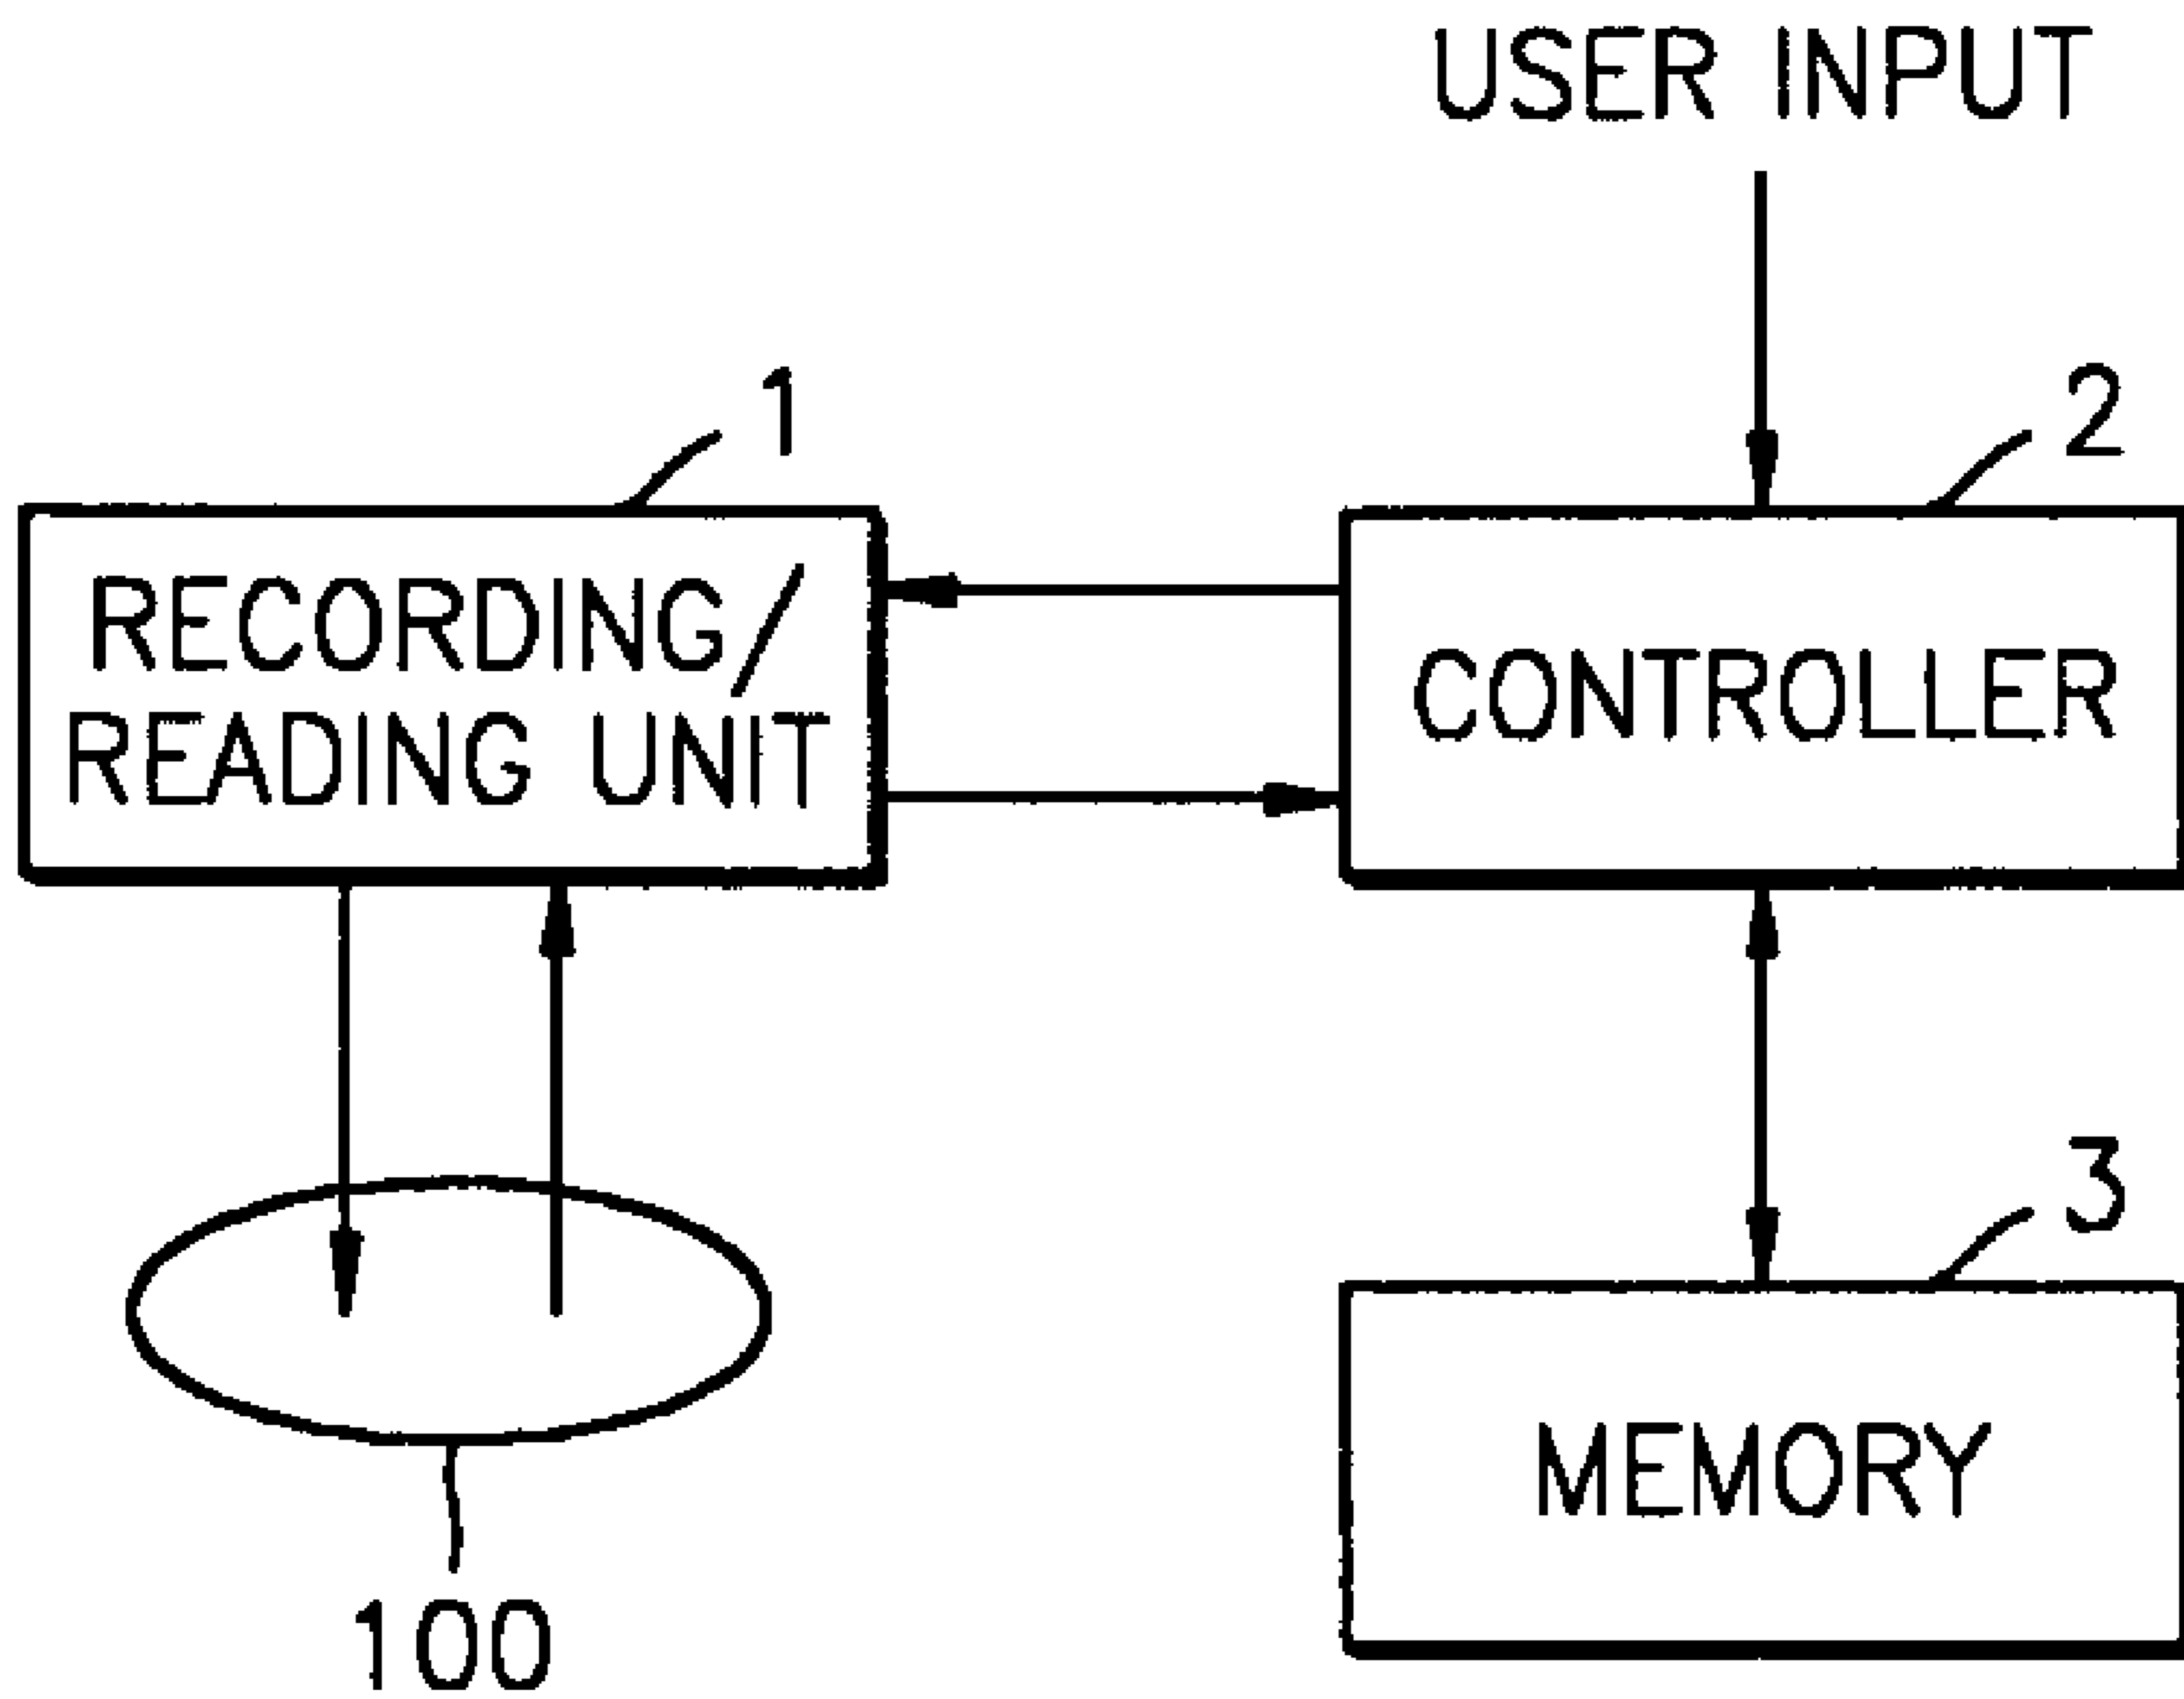 USER INPUT
1
2
RECORDING/
READING UNIT
CONTROLLER
3
MEMORY
100